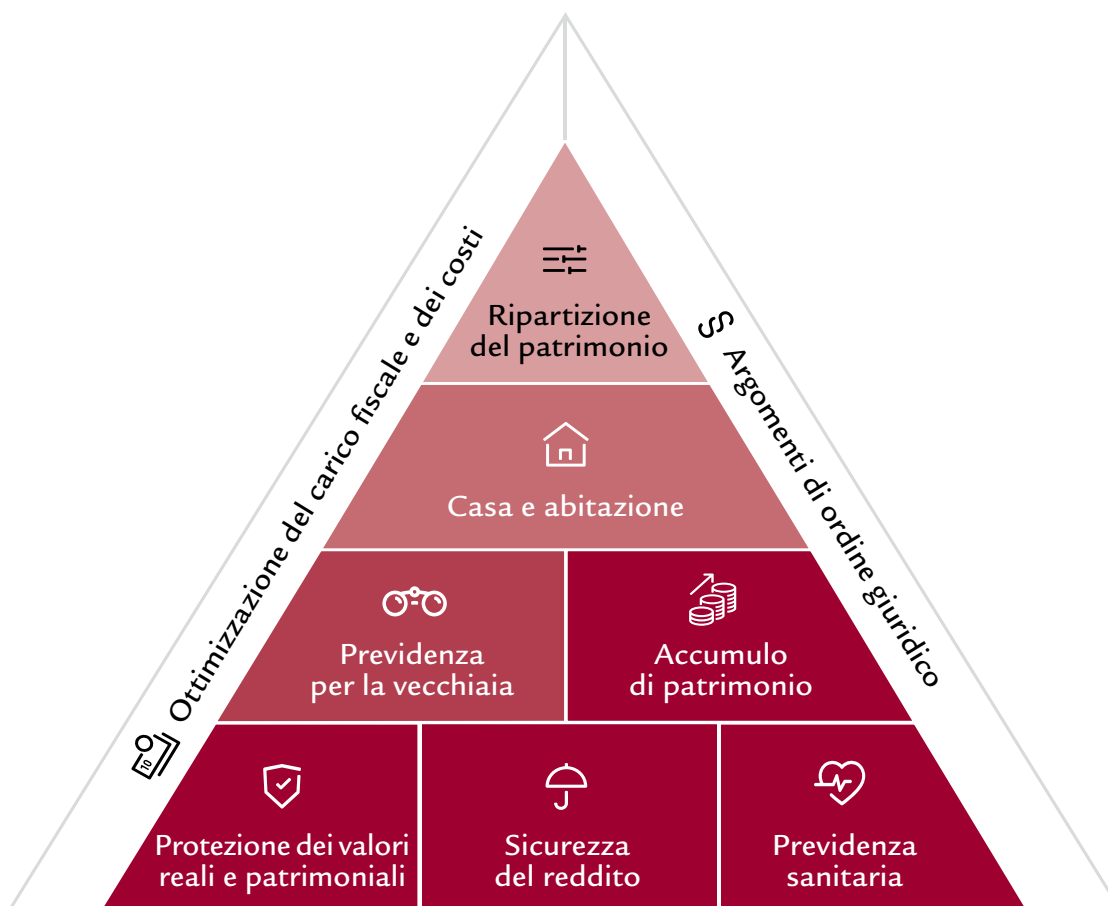 Ripartizione
del patrimonio
Ottimizzazione del carico fiscale e dei costi
§ Argomenti di ordine giuridico
Casa e abitazione
Previdenza
per la vecchiaia
Accumulo
di patrimonio
10
Protezione dei valori
reali e patrimoniali
Sicurezza
del reddito
Previdenza
sanitaria